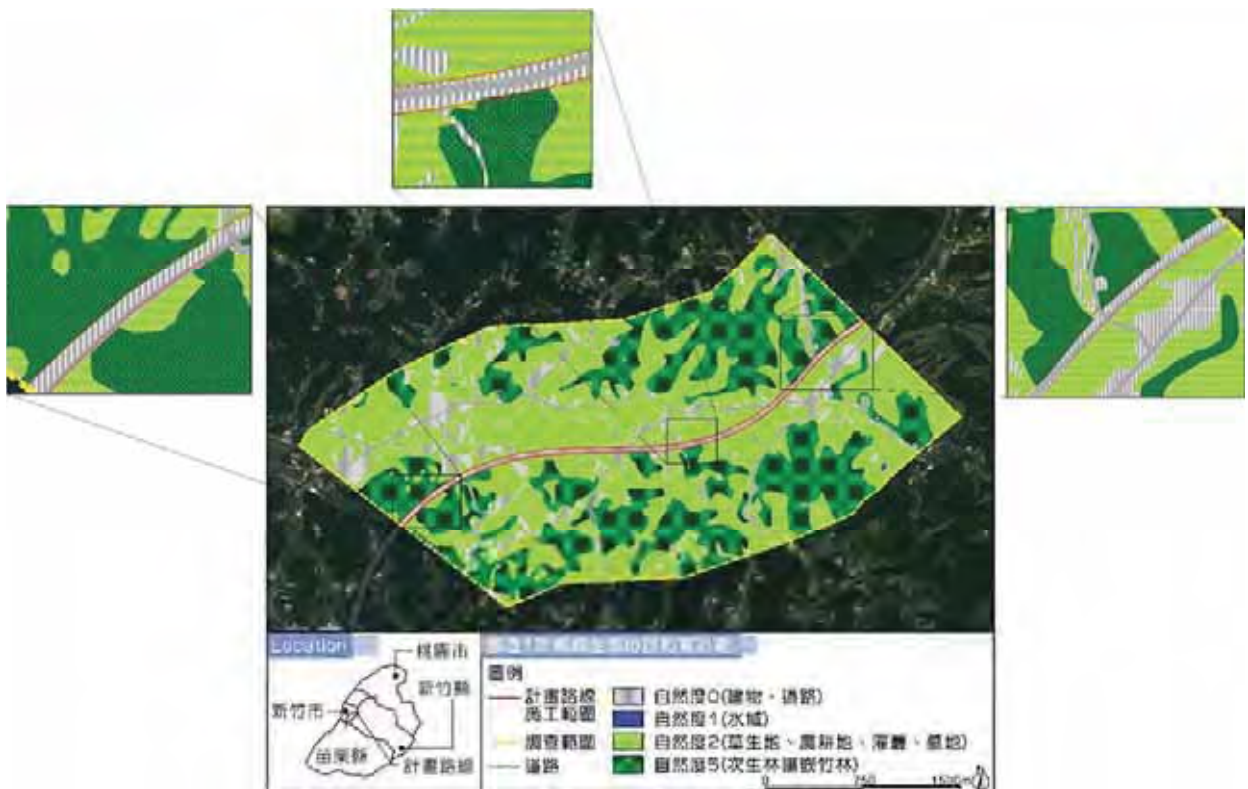 Location
桃園市
新竹縣
新竹市
苗栗縣
計畫路線
圖例
計畫路線
施工範圍
調查範圍
道路
自然度0(建物、道路)
自然度1(水域)
自然度2(草生地、農耕地、灌叢、墓地)
自然度5(次生林鑲嵌竹林)
0 750 1500m